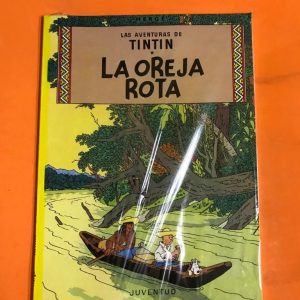 HERGÉ
LAS AVENTURAS DE
TINTIN
LA OREJA
ROTA
JUVENTUD